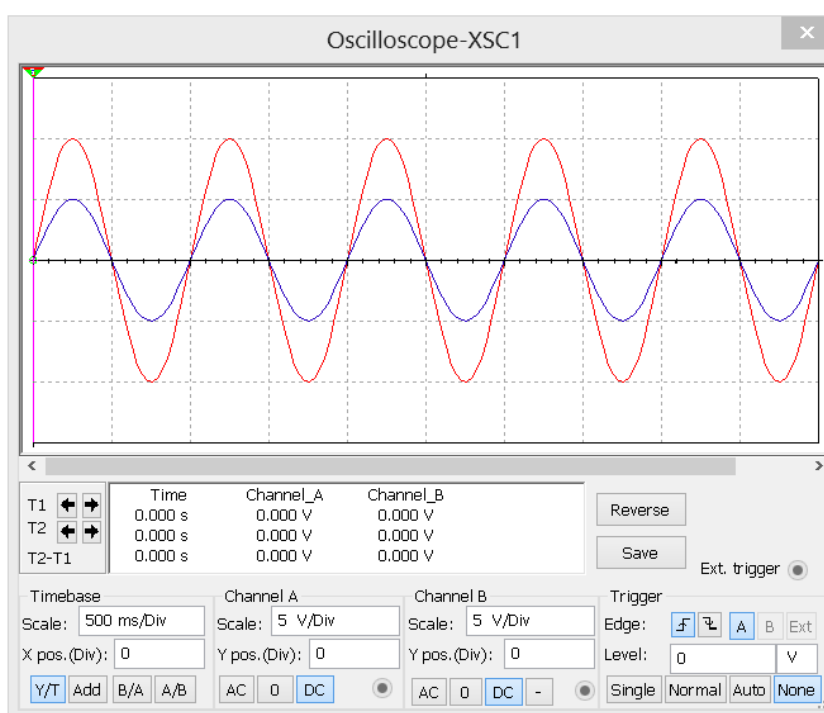 Oscilloscope-XSC1
Time Channel_A Channel_B
T1 0.000 s 0.000 V 0.000 V
T2 0.000 s 0.000 V 0.000 V
T2-T1 0.000 s 0.000 V 0.000 V
Reverse
Save
Ext. trigger
Timebase
Scale: 500 ms/Div
X pos.(Div): 0
Y/T Add B/A A/B
Channel A
Scale: 5 V/Div
Y pos.(Div): 0
AC 0 DC
Channel B
Scale: 5 V/Div
Y pos.(Div): 0
AC 0 DC -
Trigger
Edge: A B Ext
Level: 0 V
Single Normal Auto None